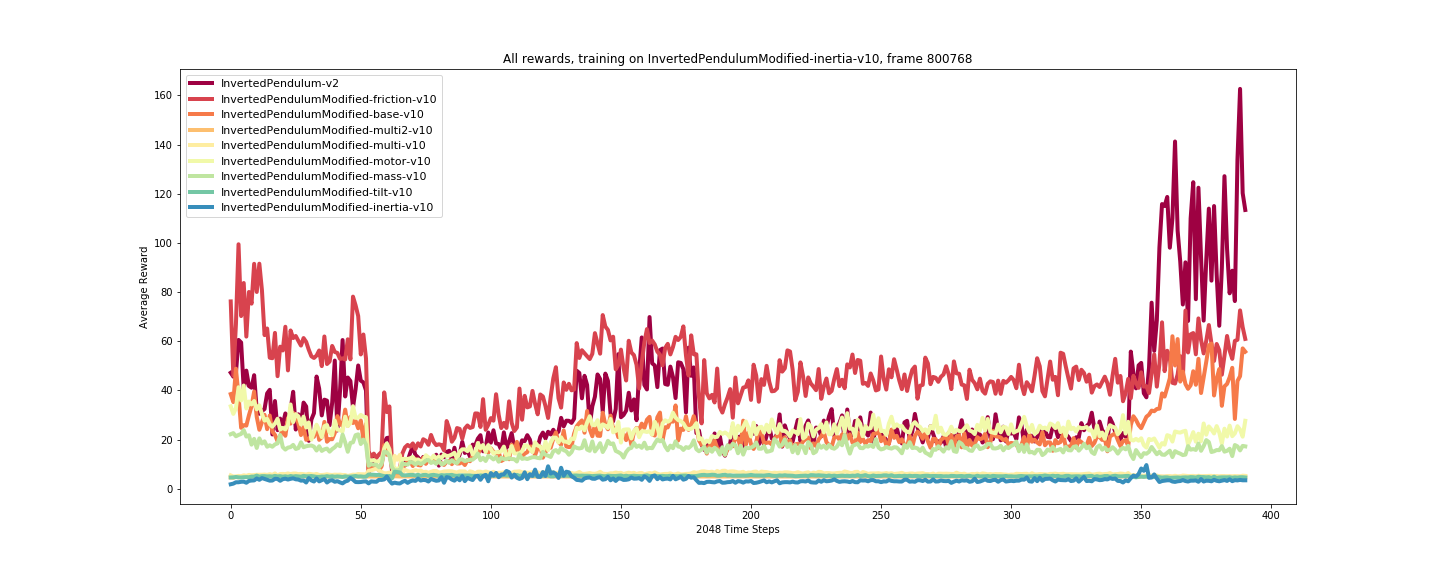 All rewards, training on InvertedPendulumModified-inertia-v10, frame 800768
InvertedPendulum-v2
InvertedPendulumModified-friction-v10
InvertedPendulumModified-base-v10
InvertedPendulumModified-multi2-v10
InvertedPendulumModified-multi-v10
InvertedPendulumModified-motor-v10
InvertedPendulumModified-mass-v10
InvertedPendulumModified-tilt-v10
InvertedPendulumModified-inertia-v10
Average Reward
160
140
120
100
80
60
40
20
0
0 50 100 150 200 250 300 350 400
2048 Time Steps